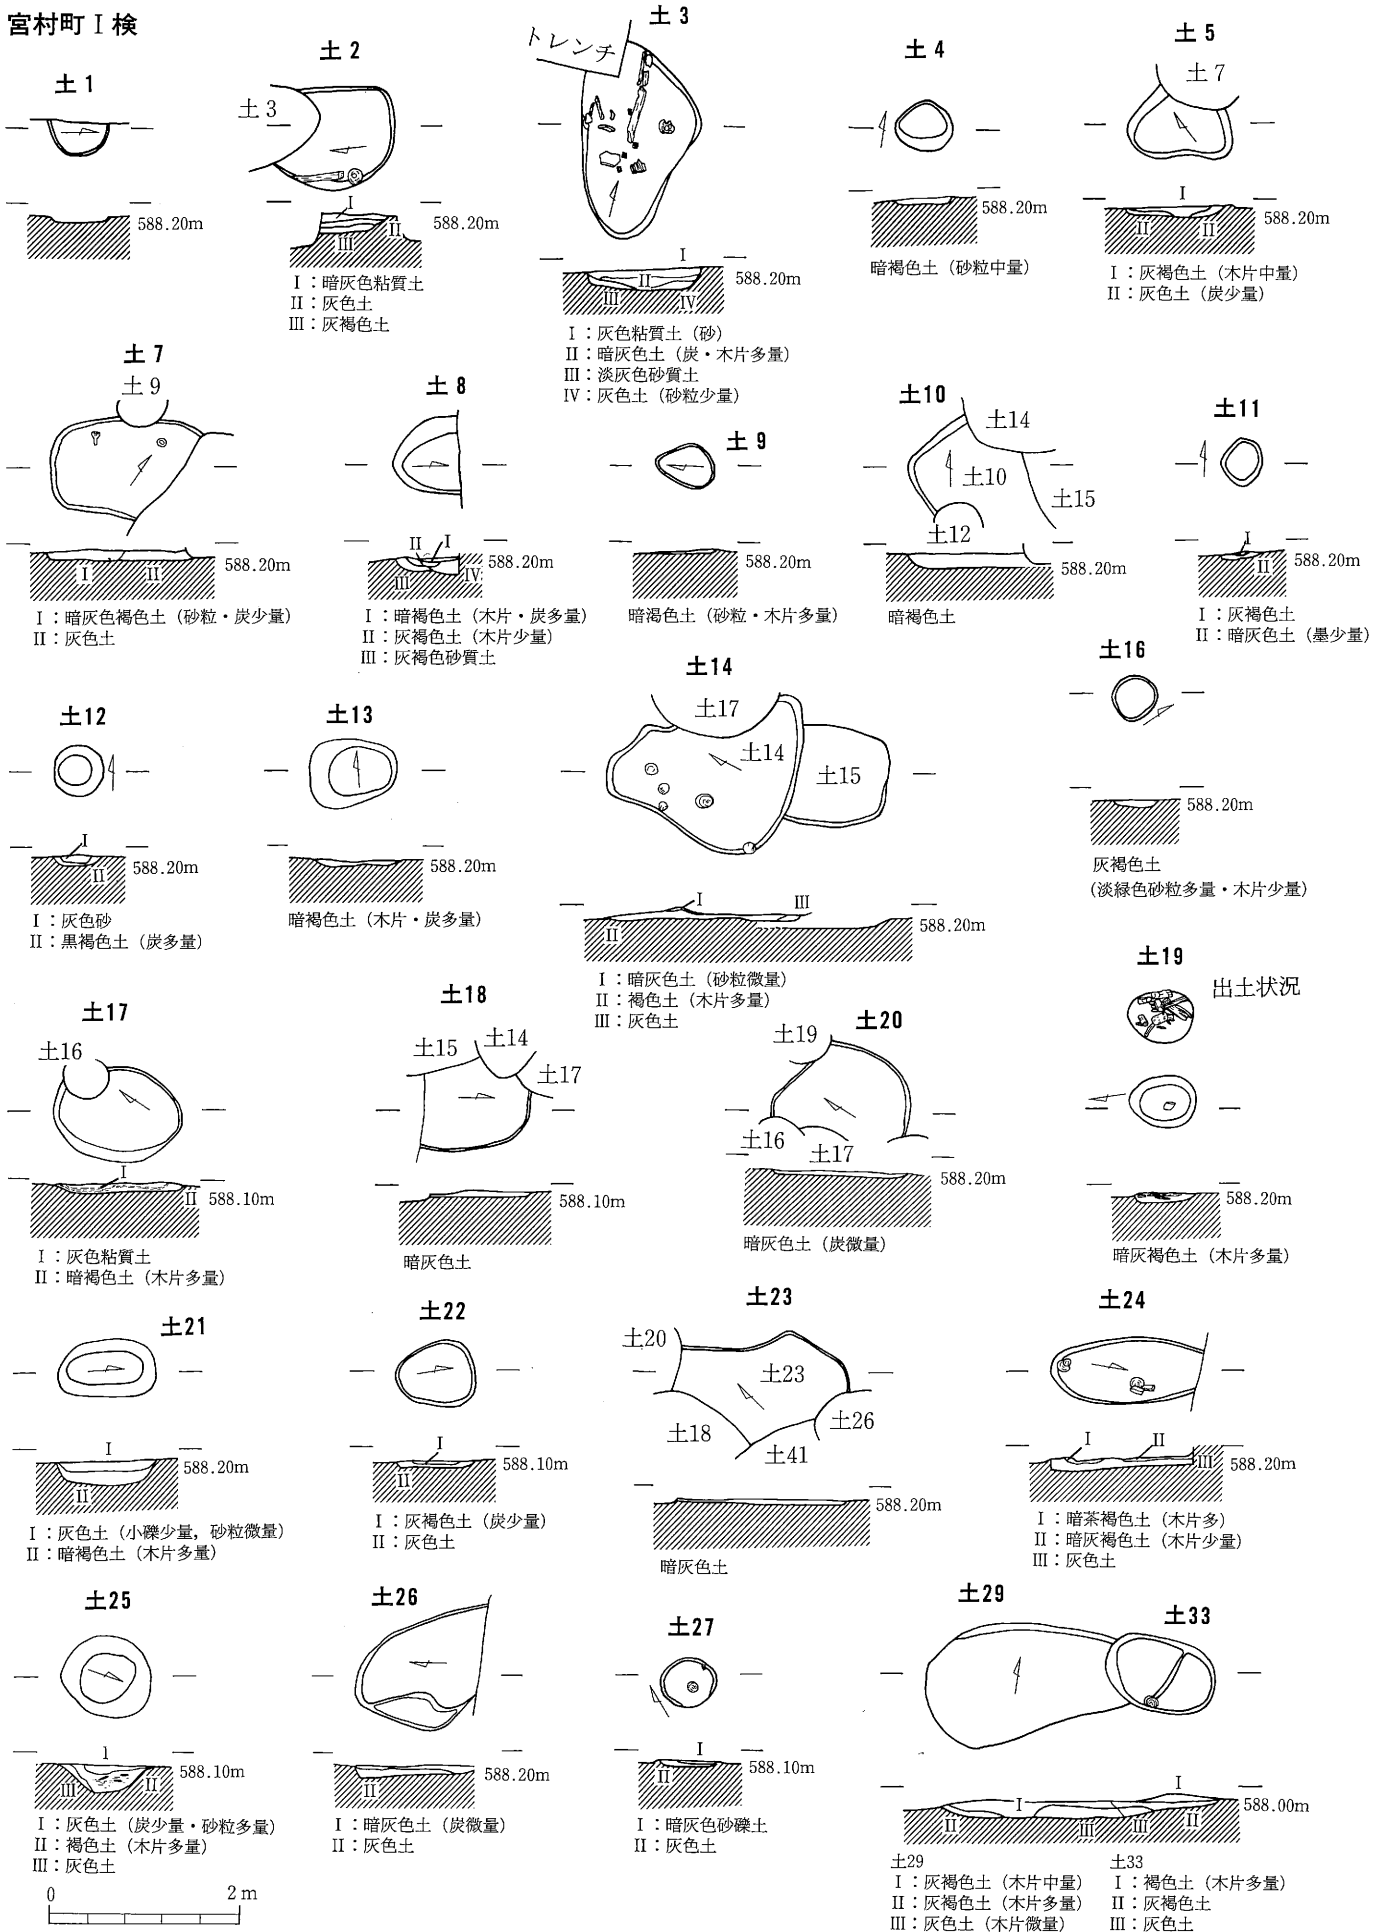 宮村町Ⅰ検
土1
588.20m
土2
土3
Ⅰ
Ⅱ
Ⅲ
588.20m
Ⅰ：暗灰色粘質土
Ⅱ：灰色土
Ⅲ：灰褐色土
土3
トレンチ
Ⅰ
Ⅱ
Ⅲ
Ⅳ
588.20m
Ⅰ：灰色粘質土（砂）
Ⅱ：暗灰色土（炭・木片多量）
Ⅲ：淡灰色砂質土
Ⅳ：灰色土（砂粒少量）
土4
588.20m
暗褐色土（砂粒中量）
土5
土7
Ⅰ
Ⅱ
Ⅱ
588.20m
Ⅰ：灰褐色土（木片中量）
Ⅱ：灰色土（炭少量）
土7
土9
Ⅰ
Ⅱ
588.20m
Ⅰ：暗灰色褐色土（砂粒・炭少量）
Ⅱ：灰色土
土8
Ⅱ
Ⅰ
Ⅲ
Ⅳ
588.20m
Ⅰ：暗褐色土（木片・炭多量）
Ⅱ：灰褐色土（木片少量）
Ⅲ：灰褐色砂質土
土9
588.20m
暗渇色土（砂粒・木片多量）
土10
土14
土10
土15
土12
588.20m
暗褐色土
土11
Ⅰ
Ⅱ
588.20m
Ⅰ：灰褐色土
Ⅱ：暗灰色土（墨少量）
土12
Ⅰ
Ⅱ
588.20m
Ⅰ：灰色砂
Ⅱ：黒褐色土（炭多量）
土13
588.20m
暗褐色土（木片・炭多量）
土14
土17
土14
土15
Ⅰ
Ⅲ
Ⅱ
588.20m
Ⅰ：暗灰色土（砂粒微量）
Ⅱ：褐色土（木片多量）
Ⅲ：灰色土
土16
588.20m
灰褐色土
（淡緑色砂粒多量・木片少量）
土17
土16
Ⅰ
Ⅱ
588.10m
Ⅰ：灰色粘質土
Ⅱ：暗褐色土（木片多量）
土18
土15
土14
土17
588.10m
暗灰色土
土20
土19
土16
土17
588.20m
暗灰色土（炭微量）
土19
出土状況
588.20m
暗灰褐色土（木片多量）
土21
Ⅰ
Ⅱ
588.20m
Ⅰ：灰色土（小礫少量，砂粒微量）
Ⅱ：暗褐色土（木片多量）
土22
Ⅰ
Ⅱ
588.10m
Ⅰ：灰褐色土（炭少量）
Ⅱ：灰色土
土23
土20
土23
土18
土26
土41
588.20m
暗灰色土
土24
Ⅰ
Ⅱ
Ⅲ
588.20m
Ⅰ：暗茶褐色土（木片多）
Ⅱ：暗灰褐色土（木片少量）
Ⅲ：灰色土
土25
1
Ⅲ
Ⅱ
588.10m
Ⅰ：灰色土（炭少量・砂粒多量）
Ⅱ：褐色土（木片多量）
Ⅲ：灰色土
土26
Ⅱ
588.20m
Ⅰ：暗灰色土（炭微量）
Ⅱ：灰色土
土27
Ⅰ
Ⅱ
588.10m
Ⅰ：暗灰色砂礫土
Ⅱ：灰色土
土29
土33
Ⅰ
Ⅰ
Ⅱ
Ⅲ
Ⅲ
Ⅱ
588.00m
土29
Ⅰ：灰褐色土（木片中量）
Ⅱ：灰褐色土（木片多量）
Ⅲ：灰色土（木片微量）
土33
Ⅰ：褐色土（木片多量）
Ⅱ：灰褐色土
Ⅲ：灰色土
0
2m